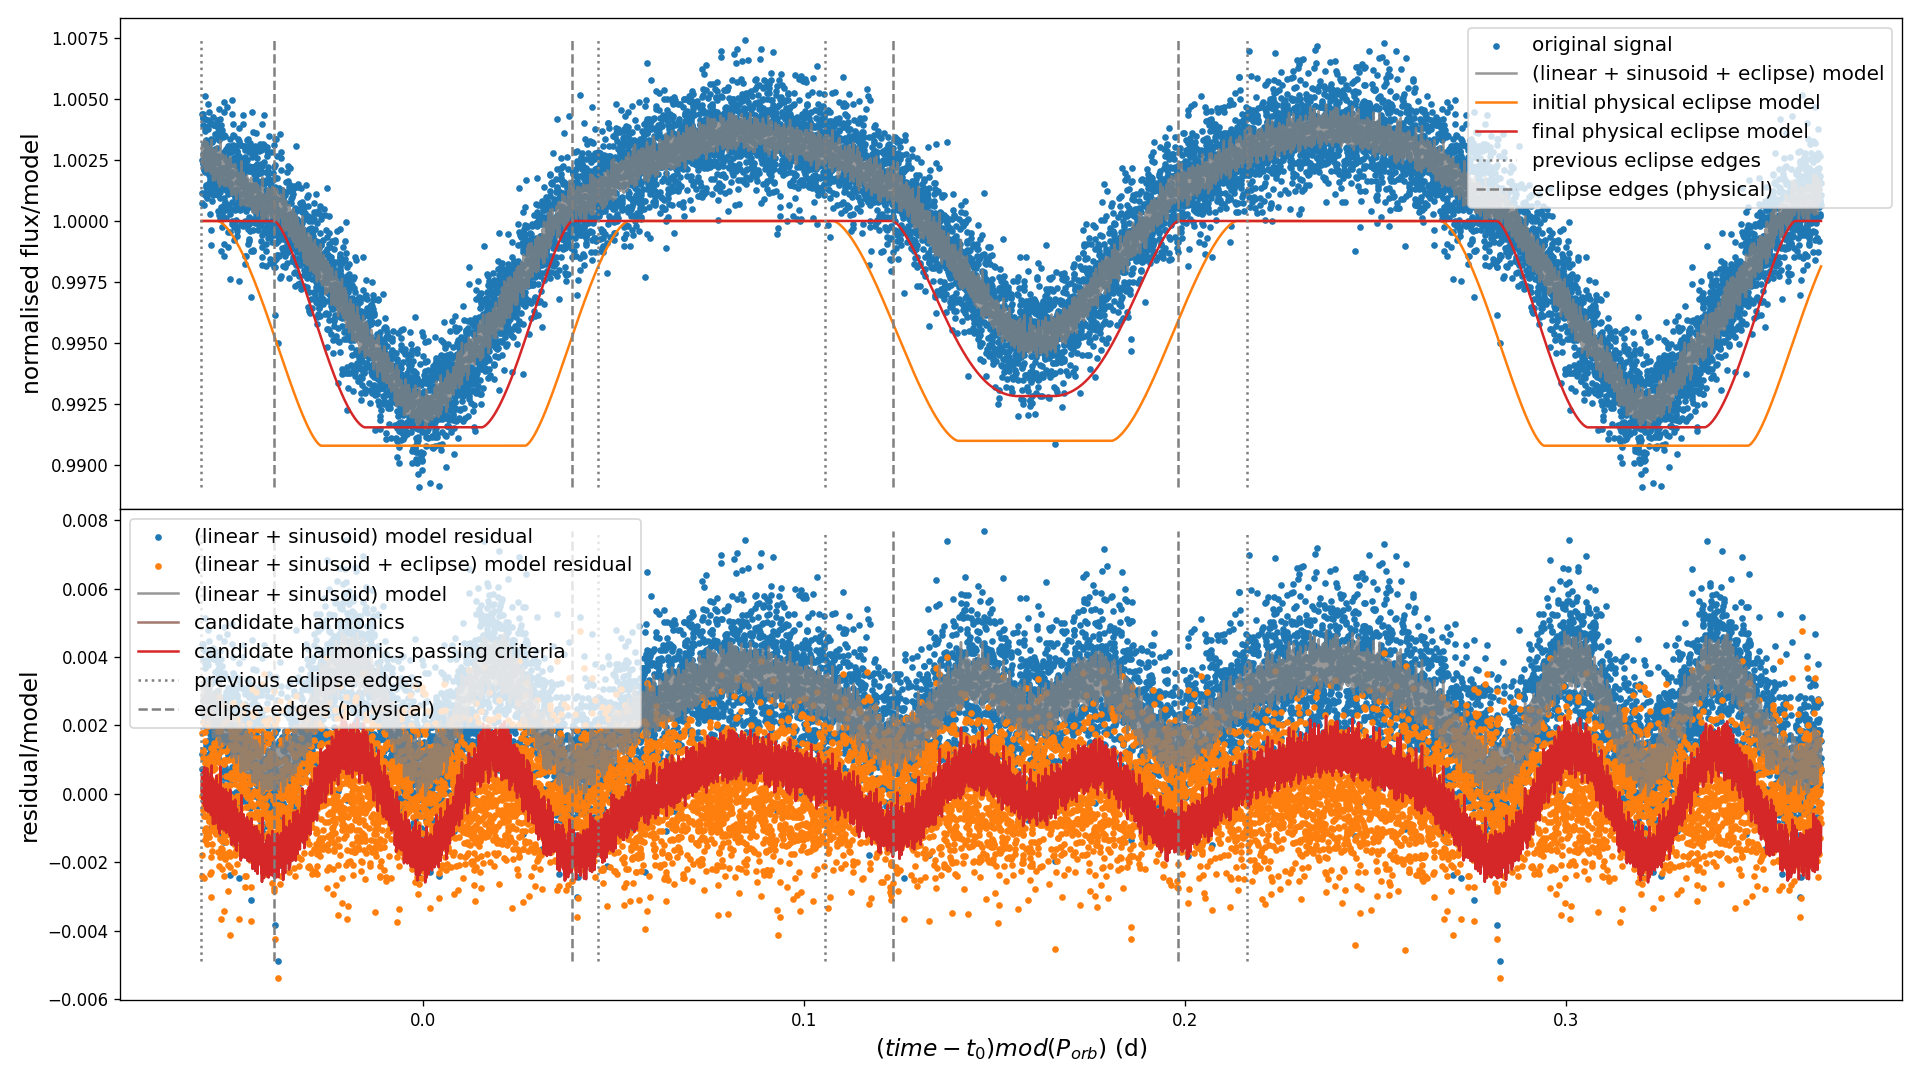 normalised flux/model
1.0075
1.0050
1.0025
1.0000
0.9975
0.9950
0.9925
0.9900
original signal
(linear + sinusoid + eclipse) model
initial physical eclipse model
final physical eclipse model
previous eclipse edges
eclipse edges (physical)
residual/model
0.008
0.006
0.004
0.002
0.000
−0.002
−0.004
−0.006
(linear + sinusoid) model residual
(linear + sinusoid + eclipse) model residual
(linear + sinusoid) model
candidate harmonics
candidate harmonics passing criteria
previous eclipse edges
eclipse edges (physical)
0.0 0.1 0.2 0.3
(time − t₀)mod(Pₒᵣᵦ) (d)